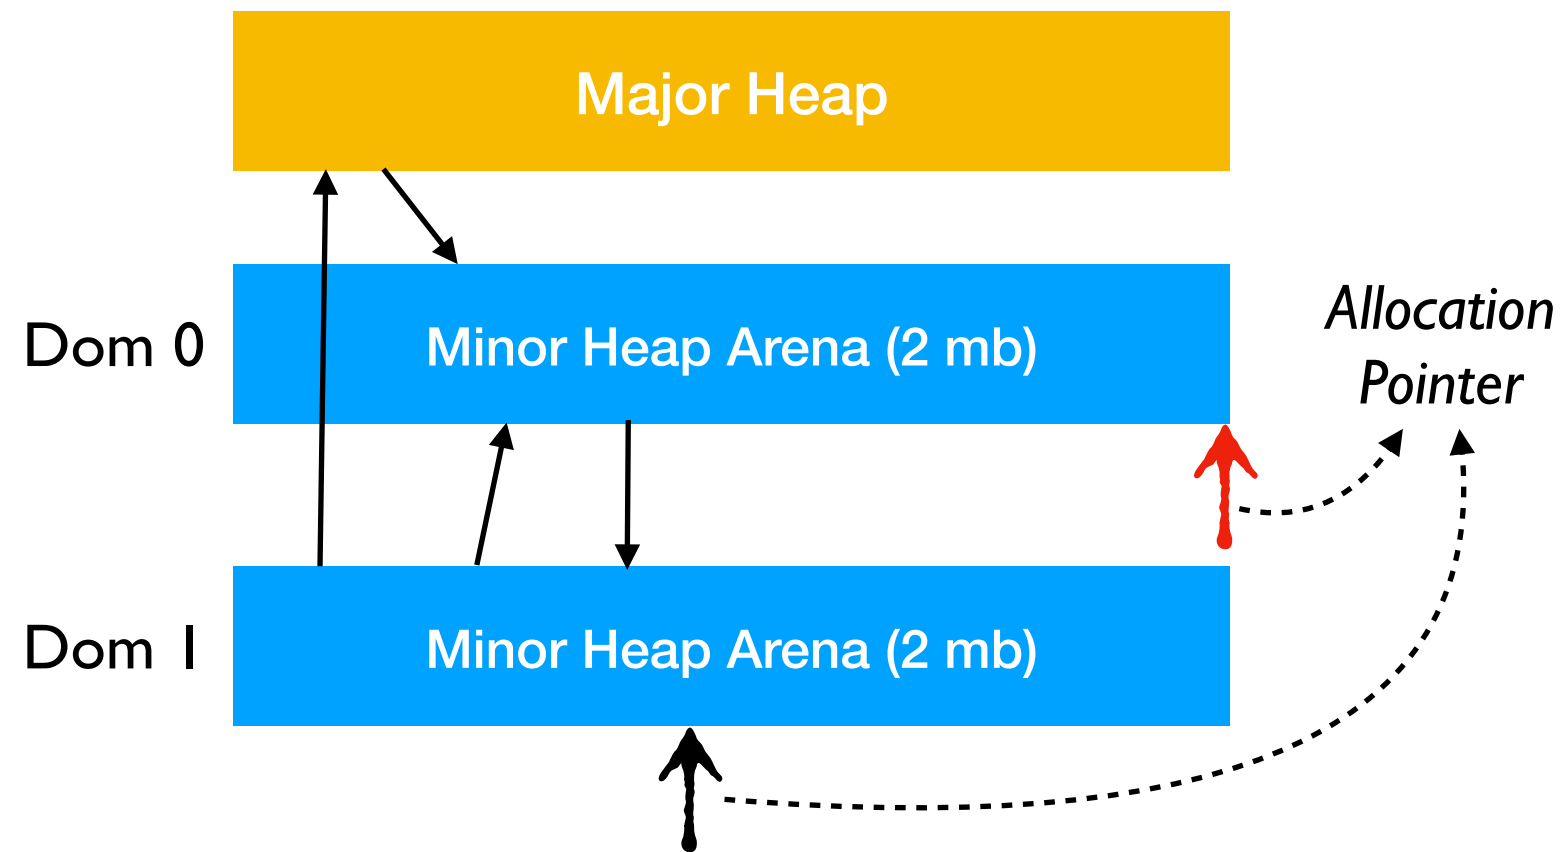 Major Heap
Dom 0
Minor Heap Arena (2 mb)
Allocation
Pointer
Dom 1
Minor Heap Arena (2 mb)